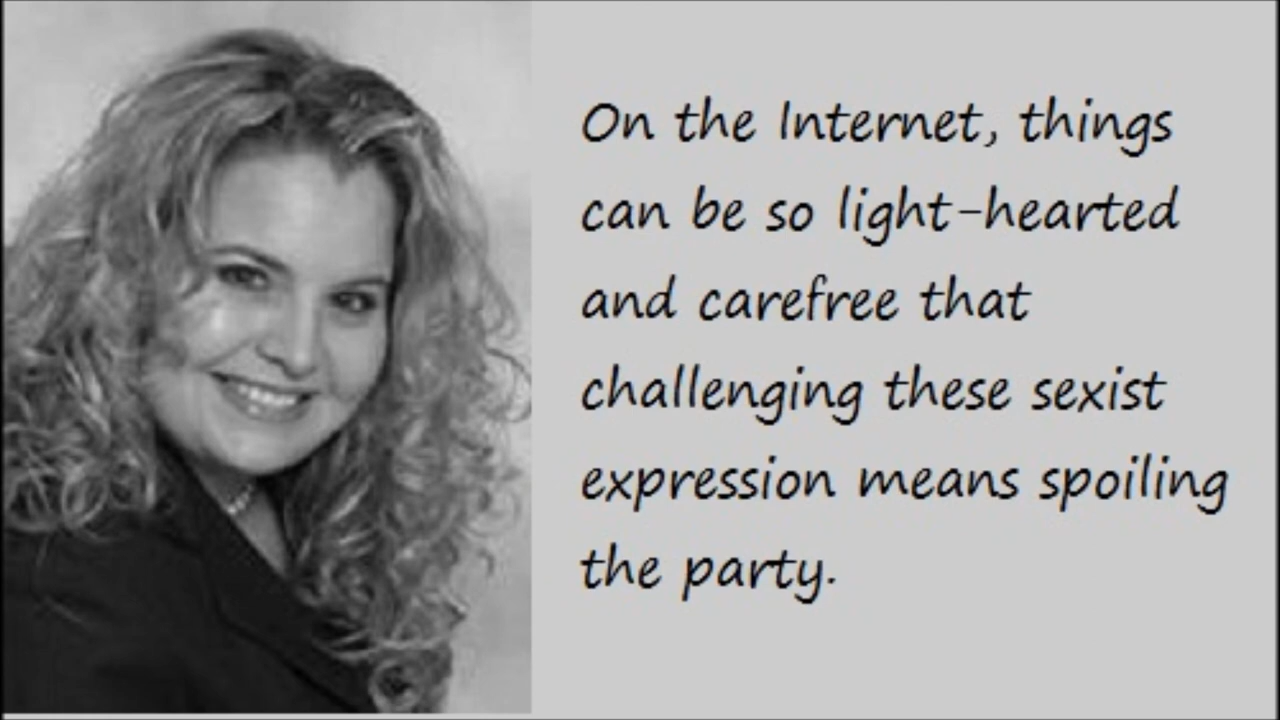 On the Internet, things
can be so light-hearted
and carefree that
challenging these sexist
expression means spoiling
the party.